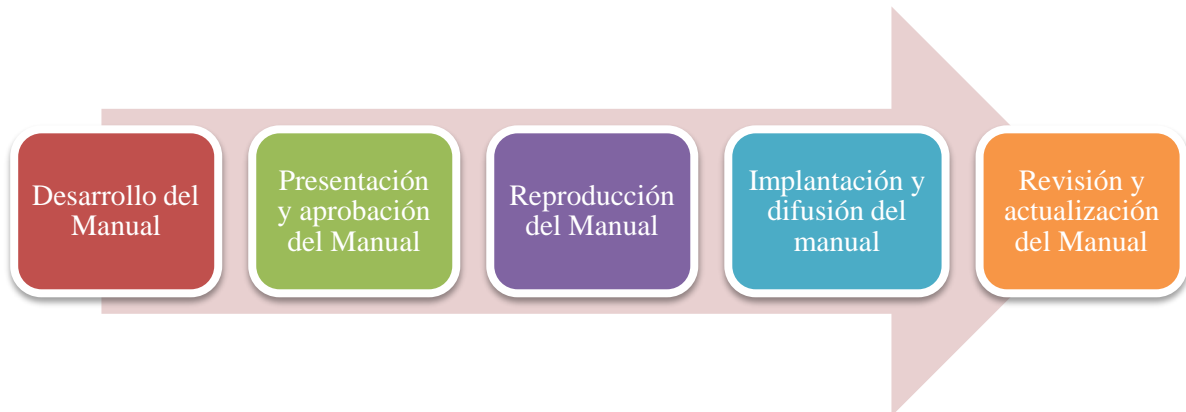 Desarrollo del
Manual
Presentación
y aprobación
del Manual
Reproducción
del Manual
Implantación y
difusión del
manual
Revisión y
actualización
del Manual